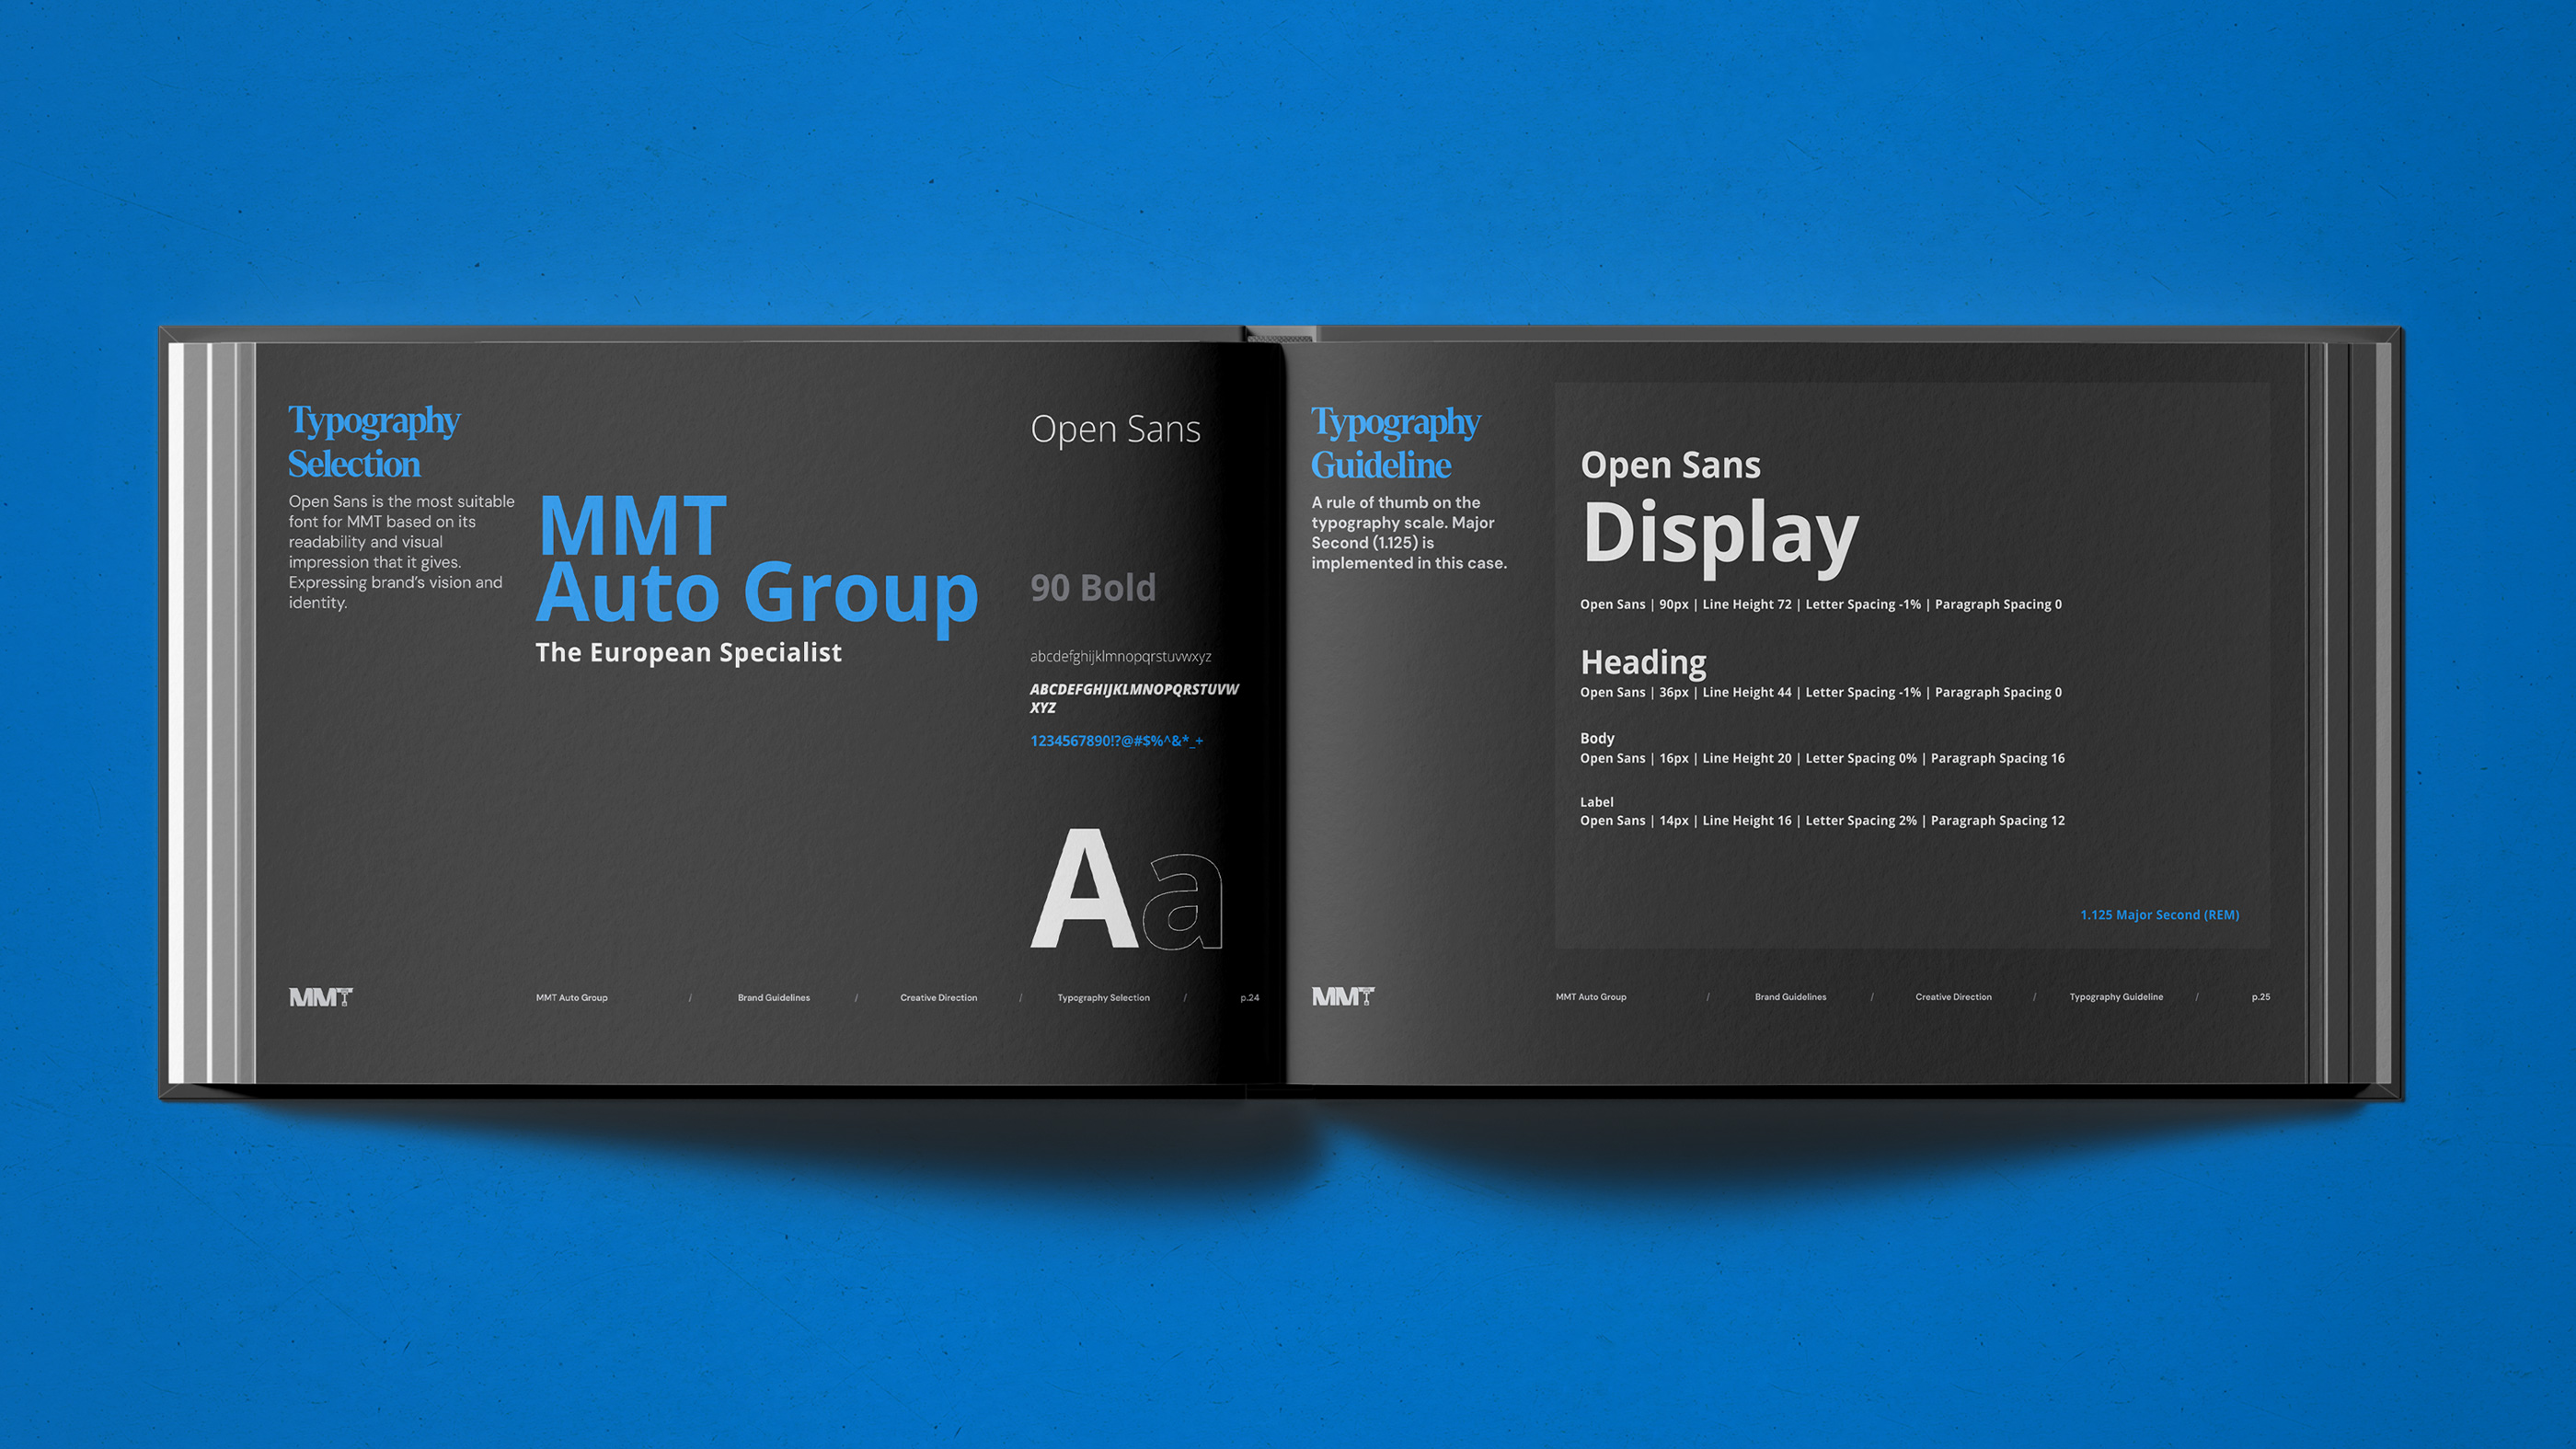 Typography
Selection
Open Sans is the most suitable
font for MMT based on its
readability and visual
impression that it gives.
Expressing brand's vision and
identity.
MMT
Auto Group
The European Specialist
Open Sans
90 Bold
abcdefghijklmnopqrstuvwxyz
ABCDEFGHIJKLMNOPQRSTUVW
XYZ
1234567890!?@#$%^&*_+
Aa
MMT
MMT Auto Group / Brand Guidelines / Creative Direction / Typography Selection / p.24
Typography
Guideline
A rule of thumb on the
typography scale. Major
Second (1.125) is
implemented in this case.
Open Sans
Display
Open Sans | 90px | Line Height 72 | Letter Spacing -1% | Paragraph Spacing 0
Heading
Open Sans | 36px | Line Height 44 | Letter Spacing -1% | Paragraph Spacing 0
Body
Open Sans | 16px | Line Height 20 | Letter Spacing 0% | Paragraph Spacing 16
Label
Open Sans | 14px | Line Height 16 | Letter Spacing 2% | Paragraph Spacing 12
1.125 Major Second (REM)
MMT
MMT Auto Group / Brand Guidelines / Creative Direction / Typography Guideline / p.25